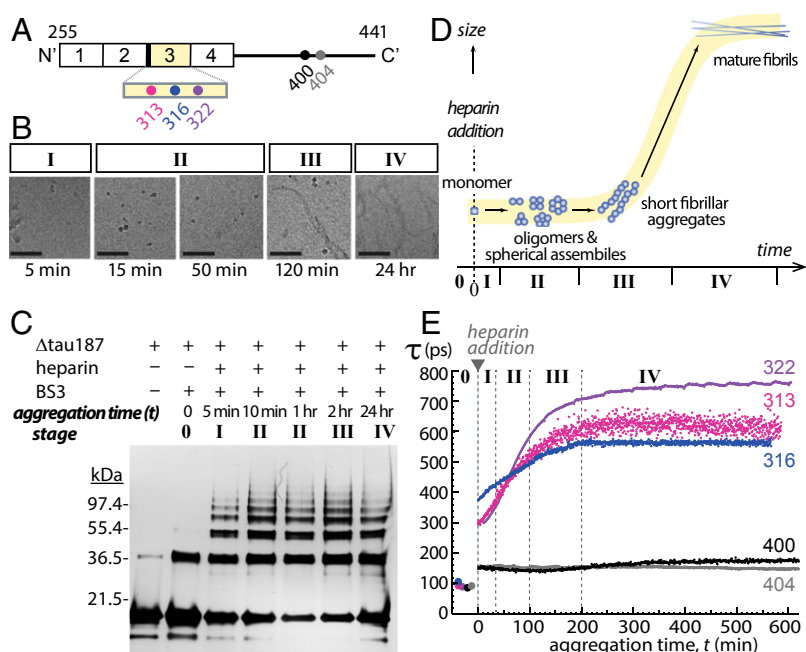 A
255
441
N'
1
2
3
4
C'
400
404
313
316
322
B
I
II
III
IV
5 min
15 min
50 min
120 min
24 hr
C
Δtau187 + + + + + + +
heparin – – + + + + +
BS3 – + + + + + +
aggregation time (t) 0 5 min 10 min 1 hr 2 hr 24 hr
stage 0 I II II III IV
kDa
97.4-
55.4-
36.5-
21.5-
D
size
heparin
addition
monomer
mature fibrils
short fibrillar
aggregates
oligomers &
spherical assembiles
time
0 0 I II III IV
E
heparin
addition
τ (ps)
0 I II III IV
800
700
600
500
400
300
200
100
0
322
313
316
400
404
0 100 200 300 400 500 600
aggregation time, t (min)